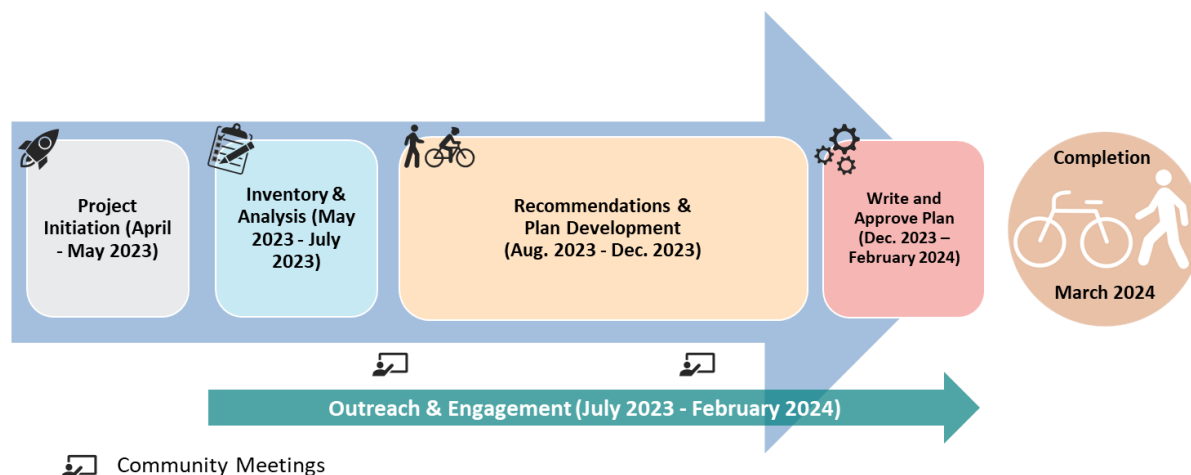 Project
Initiation (April
- May 2023)
Inventory &
Analysis (May
2023 - July
2023)
Recommendations &
Plan Development
(Aug. 2023 - Dec. 2023)
Write and
Approve Plan
(Dec. 2023 –
February 2024)
Completion
March 2024
Outreach & Engagement (July 2023 - February 2024)
Community Meetings